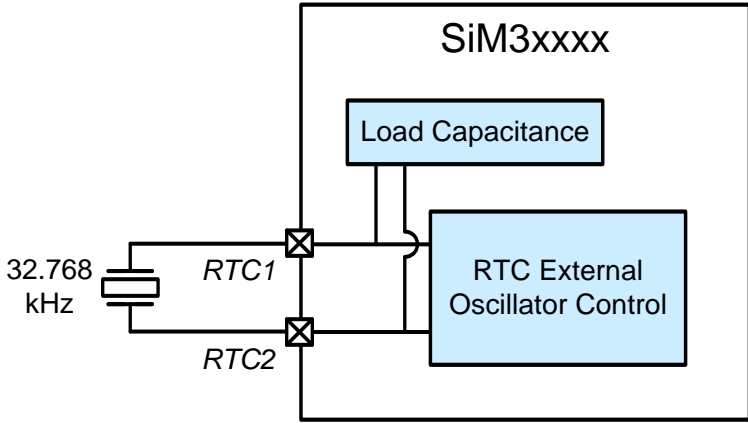 SiM3xxxx
Load Capacitance
32.768
kHz
RTC1
RTC2
RTC External
Oscillator Control